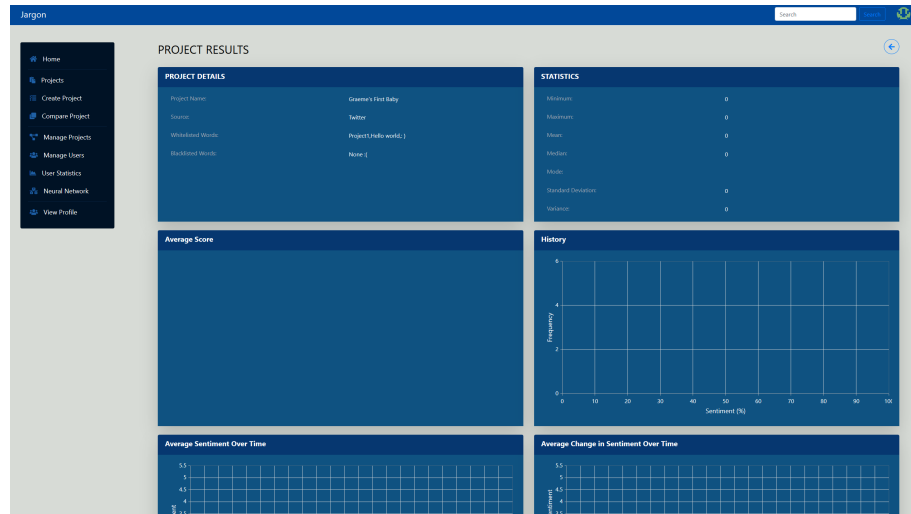 Jargon
Search
Search
Home
Projects
Create Project
Compare Project
Manage Projects
Manage Users
User Statistics
Neural Network
View Profile
PROJECT RESULTS
PROJECT DETAILS
Project Name: Graeme's First Baby
Source: Twitter
Whitelisted Words: Project1,Hello world,: )
Blacklisted Words: None :(
STATISTICS
Minimum: 0
Maximum: 0
Mean: 0
Median: 0
Mode:
Standard Deviation: 0
Variance: 0
Average Score
History
6
4
2
0
Frequency
0 10 20 30 40 50 60 70 80 90 100
Sentiment (%)
Average Sentiment Over Time
5.5
5
4.5
4
3.5
Average Change in Sentiment Over Time
5.5
5
4.5
4
3.5